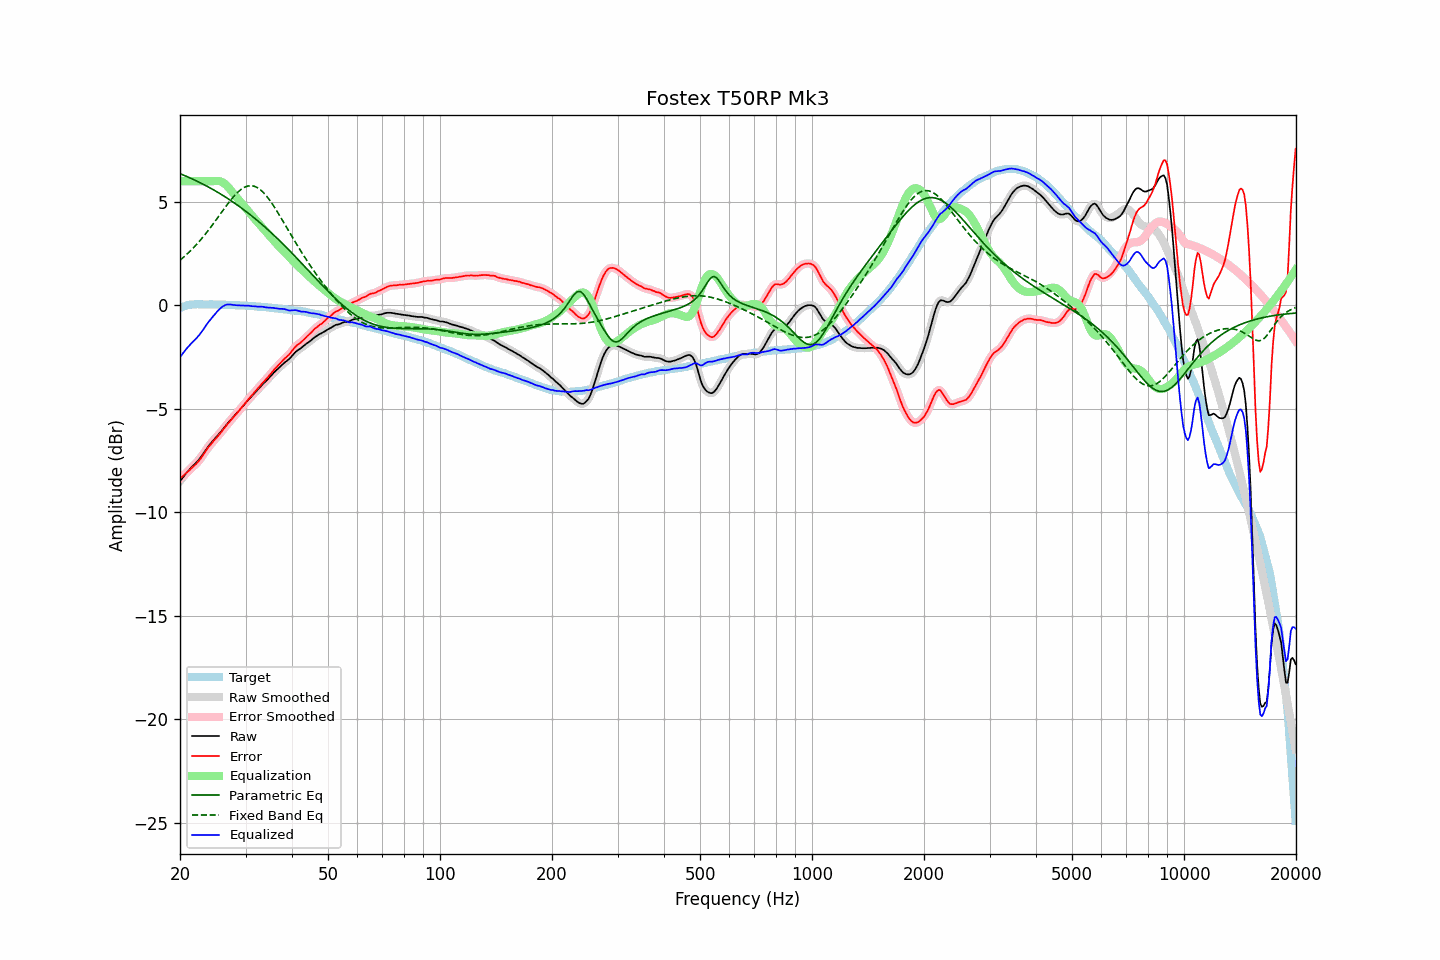 Fostex T50RP Mk3
Amplitude (dBr)
5
0
−5
−10
−15
−20
−25
Target
Raw Smoothed
Error Smoothed
Raw
Error
Equalization
Parametric Eq
Fixed Band Eq
Equalized
20 50 100 200 500 1000 2000 5000 10000 20000
Frequency (Hz)